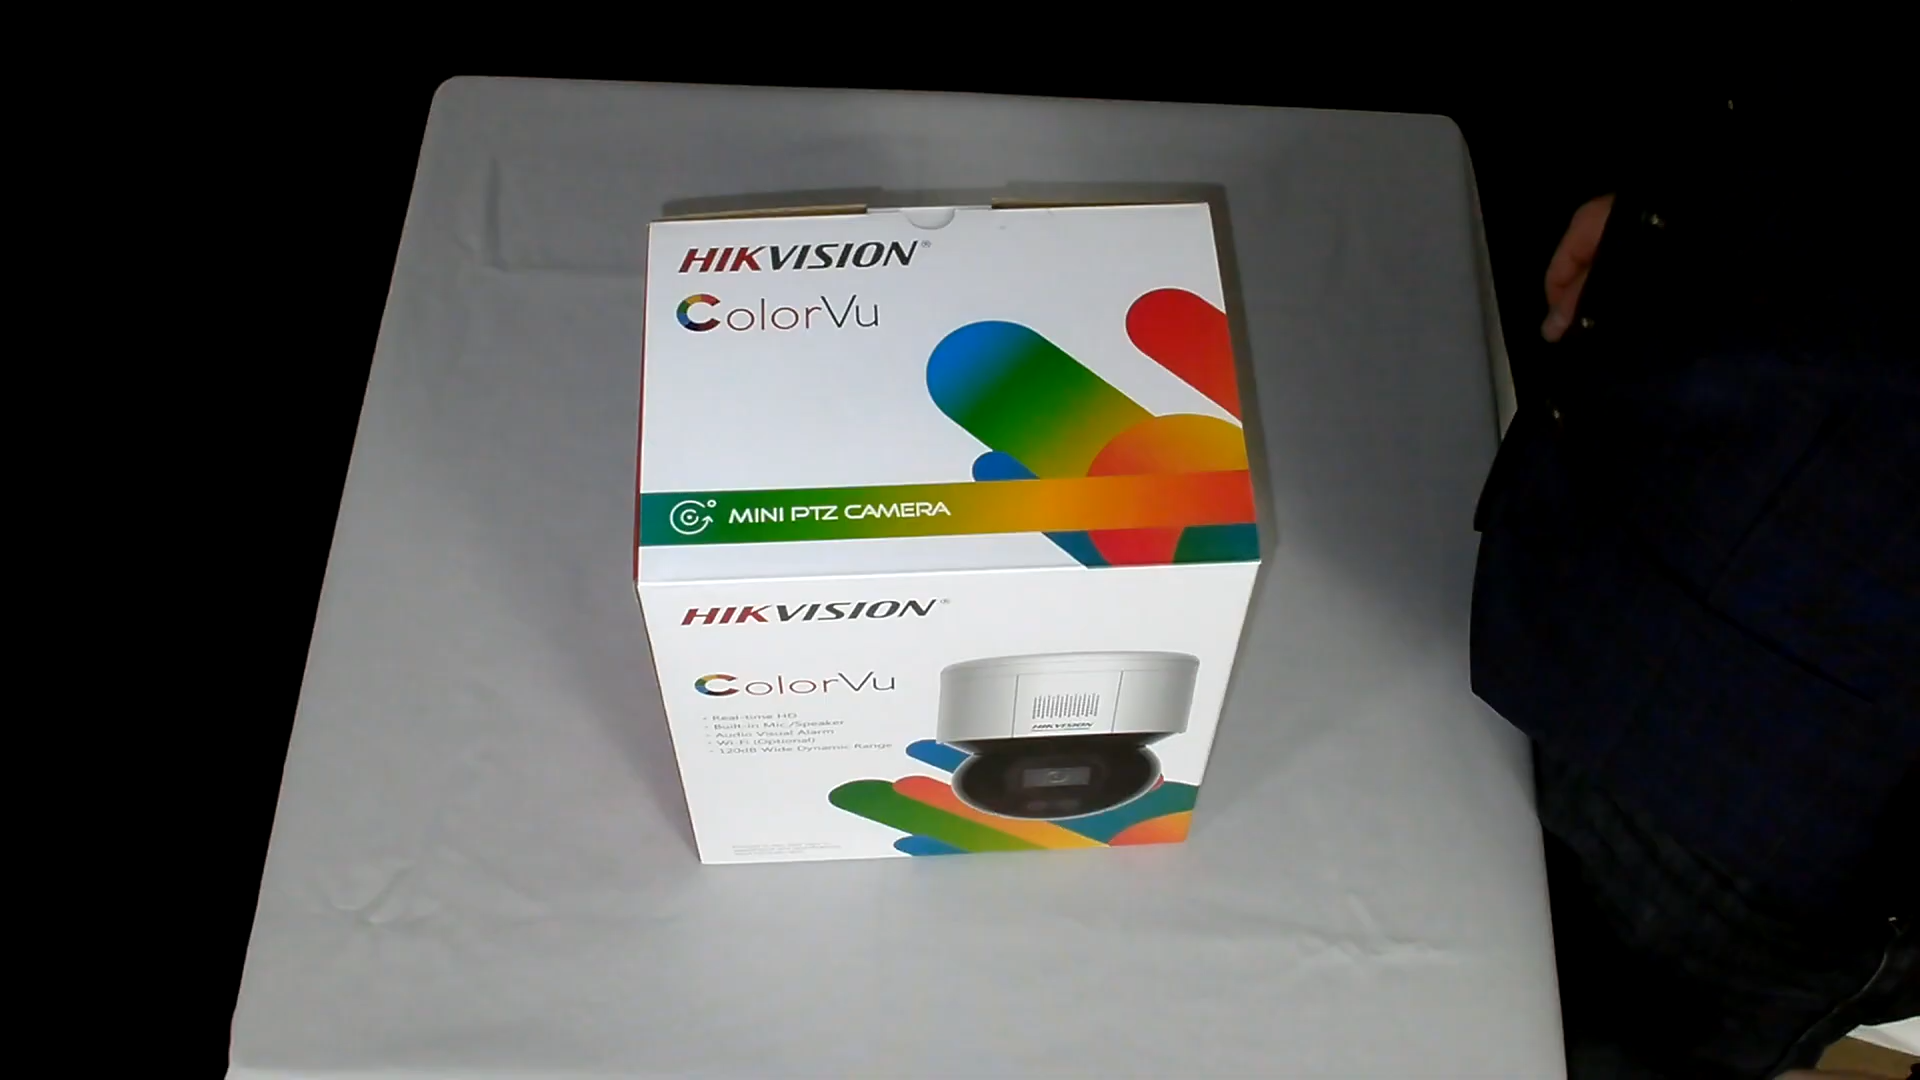 HIKVISION®
ColorVu
MINI PTZ CAMERA
HIKVISION®
ColorVu
- Real-time HD
- Built-in Mic/Speaker
- Audio Visual Alarm
- Wi-Fi (Optional)
- 120dB Wide Dynamic Range
HIKVISION